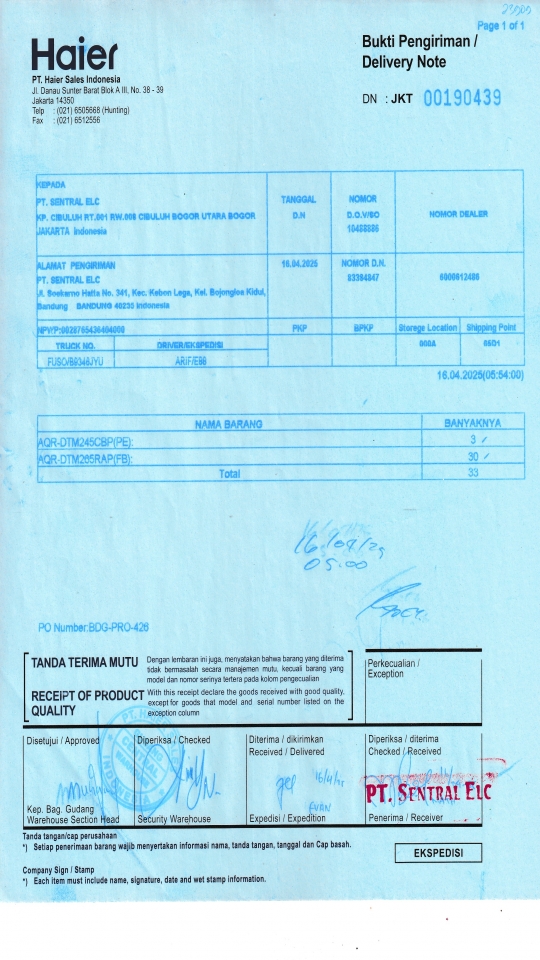 Page 1 of 1
Haier
PT. Haier Sales Indonesia
Jl. Danau Sunter Barat Blok A III, No. 38 - 39
Jakarta 14350
Telp : (021) 6505668 (Hunting)
Fax : (021) 6512556
Bukti Pengiriman /
Delivery Note
DN : JKT 00190439
KEPADA
PT. SENTRAL ELC
KP. CIBULUH RT.001 RW.009 CIBULUH BOGOR UTARA BOGOR
JAKARTA Indonesia
TANGGAL
D.N
NOMOR
D.O.V/SO
NOMOR DEALER
ALAMAT PENGIRIMAN
PT. SENTRAL ELC
Jl. Soekarno Hatta No. 341, Kec. Kebon Lega, Kel. Bojongloa Kidul,
Bandung BANDUNG 40235 Indonesia
16.04.2025
NOMOR D.N.
PKP
BPKP
Storage Location
Shipping Point
TRUCK NO.
DRIVER/EKSPEDISI
FUSO/B9346JYU
16.04.2025(05:54:00)
NAMA BARANG
BANYAKNYA
AQR-DTM245CBP(PE):
3
AQR-DTM265RAP(FB):
30
Total
33
16/04/25
05:00
PO Number:BDG-PRO-426
TANDA TERIMA MUTU
Dengan lembaran ini juga, menyatakan bahwa barang yang diterima
tidak bermasalah secara manajemen mutu, kecuali barang yang
model dan nomor serinya tertera pada kolom pengecualian
RECEIPT OF PRODUCT
QUALITY
With this receipt declare the goods received with good quality,
except for goods that model and serial number listed on the
exception column
Perkecualian /
Exception
Disetujui / Approved
Diperiksa / Checked
Diterima / dikirimkan
Received / Delivered
Diperiksa / diterima
Checked / Received
PT. SENTRAL ELC
Kep. Bag. Gudang
Warehouse Section Head
Security Warehouse
Expedisi / Expedition
Penerima / Receiver
Tanda tangan/cap perusahaan
*) Setiap penerimaan barang wajib menyertakan informasi nama, tanda tangan, tanggal dan Cap basah.
EKSPEDISI
Company Sign / Stamp
*) Each item must include name, signature, date and wet stamp information.